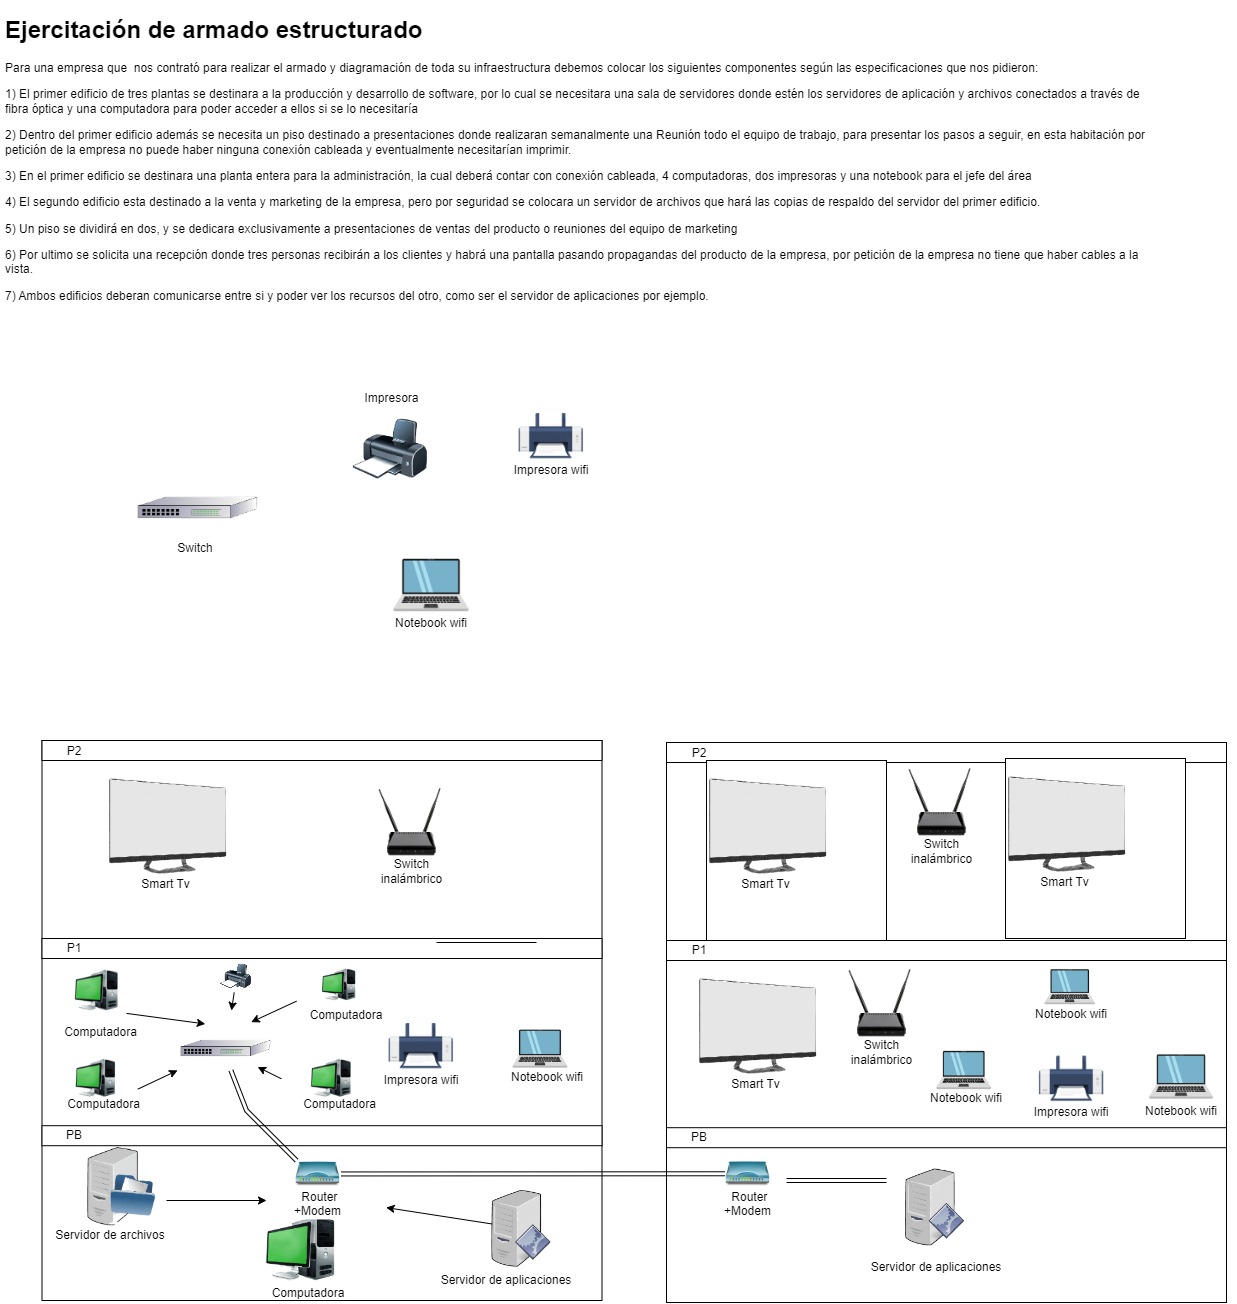 Ejercitación de armado estructurado
Para una empresa que  nos contrató para realizar el armado y diagramación de toda su infraestructura debemos colocar los siguientes componentes según las especificaciones que nos pidieron:
1) El primer edificio de tres plantas se destinara a la producción y desarrollo de software, por lo cual se necesitara una sala de servidores donde estén los servidores de aplicación y archivos conectados a través de
fibra óptica y una computadora para poder acceder a ellos si se lo necesitaría
2) Dentro del primer edificio además se necesita un piso destinado a presentaciones donde realizaran semanalmente una Reunión todo el equipo de trabajo, para presentar los pasos a seguir, en esta habitación por
petición de la empresa no puede haber ninguna conexión cableada y eventualmente necesitarían imprimir.
3) En el primer edificio se destinara una planta entera para la administración, la cual deberá contar con conexión cableada, 4 computadoras, dos impresoras y una notebook para el jefe del área
4) El segundo edificio esta destinado a la venta y marketing de la empresa, pero por seguridad se colocara un servidor de archivos que hará las copias de respaldo del servidor del primer edificio.
5) Un piso se dividirá en dos, y se dedicara exclusivamente a presentaciones de ventas del producto o reuniones del equipo de marketing
6) Por ultimo se solicita una recepción donde tres personas recibirán a los clientes y habrá una pantalla pasando propagandas del producto de la empresa, por petición de la empresa no tiene que haber cables a la
vista.
7) Ambos edificios deberan comunicarse entre si y poder ver los recursos del otro, como ser el servidor de aplicaciones por ejemplo.
Impresora
Impresora wifi
Switch
Notebook wifi
P2
Smart Tv
Switch
inalámbrico
P1
Computadora
Computadora
Computadora
Computadora
Impresora wifi
Notebook wifi
PB
Servidor de archivos
Router
+Modem
Computadora
Servidor de aplicaciones
P2
Smart Tv
Switch
inalámbrico
Smart Tv
P1
Smart Tv
Switch
inalámbrico
Notebook wifi
Notebook wifi
Impresora wifi
Notebook wifi
PB
Router
+Modem
Servidor de aplicaciones